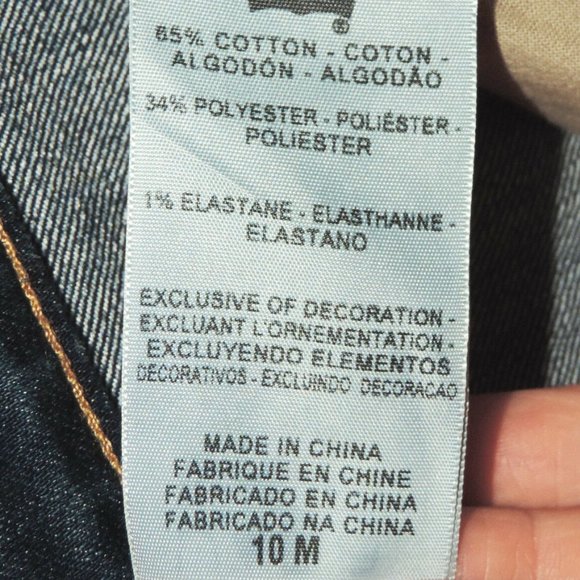 ®
65% COTTON - COTON -
ALGODÓN - ALGODÃO
34% POLYESTER - POLIÉSTER -
POLIESTER
1% ELASTANE - ELASTHANNE -
ELASTANO
EXCLUSIVE OF DECORATION -
EXCLUANT L'ORNEMENTATION -
EXCLUYENDO ELEMENTOS
DECORATIVOS - EXCLUINDO DECORACAO
MADE IN CHINA
FABRIQUE EN CHINE
FABRICADO EN CHINA
FABRICADO NA CHINA
10 M